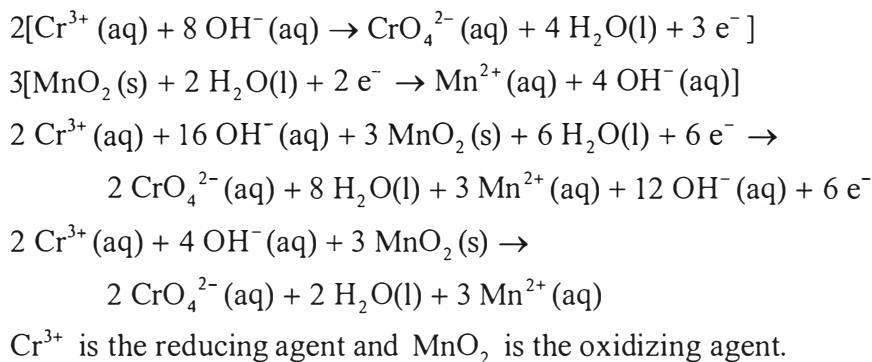 2[Cr³⁺(aq) + 8 OH⁻(aq) → CrO₄²⁻(aq) + 4 H₂O(l) + 3 e⁻]
3[MnO₂(s) + 2 H₂O(l) + 2 e⁻ → Mn²⁺(aq) + 4 OH⁻(aq)]
2 Cr³⁺(aq) + 16 OH⁻(aq) + 3 MnO₂(s) + 6 H₂O(l) + 6 e⁻ →
2 CrO₄²⁻(aq) + 8 H₂O(l) + 3 Mn²⁺(aq) + 12 OH⁻(aq) + 6 e⁻
2 Cr³⁺(aq) + 4 OH⁻(aq) + 3 MnO₂(s) →
2 CrO₄²⁻(aq) + 2 H₂O(l) + 3 Mn²⁺(aq)
Cr³⁺ is the reducing agent and MnO₂ is the oxidizing agent.